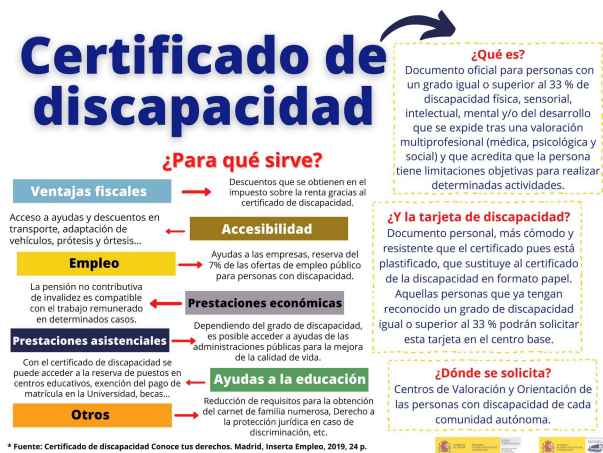 Certificado de
discapacidad
¿Para qué sirve?
Ventajas fiscales
Descuentos que se obtienen en el
impuesto sobre la renta gracias al
certificado de discapacidad.
Acceso a ayudas y descuentos en
transporte, adaptación de
vehículos, prótesis y órtesis...
Accesibilidad
Empleo
Ayudas a las empresas, reserva del
7% de las ofertas de empleo público
para personas con discapacidad.
La pensión no contributiva
de invalidez es compatible
con el trabajo remunerado
en determinados casos.
Prestaciones económicas
Prestaciones asistenciales
Dependiendo del grado de discapacidad,
es posible acceder a ayudas de las
administraciones públicas para la mejora
de la calidad de vida.
Con el certificado de discapacidad se
puede acceder a la reserva de puestos en
centros educativos, exención del pago de
matrícula en la Universidad, becas...
Ayudas a la educación
Otros
Reducción de requisitos para la obtención
del carnet de familia numerosa, Derecho a
la protección jurídica en caso de
discriminación, etc.
* Fuente: Certificado de discapacidad Conoce tus derechos. Madrid, Inserta Empleo, 2019, 24 p.
¿Qué es?
Documento oficial para personas con
un grado igual o superior al 33 % de
discapacidad física, sensorial,
intelectual, mental y/o del desarrollo
que se expide tras una valoración
multiprofesional (médica, psicológica y
social) y que acredita que la persona
tiene limitaciones objetivas para realizar
determinadas actividades.
¿Y la tarjeta de discapacidad?
Documento personal, más cómodo y
resistente que el certificado pues está
plastificado, que sustituye al certificado
de la discapacidad en formato papel.
Aquellas personas que ya tengan
reconocido un grado de discapacidad
igual o superior al 33 % podrán solicitar
esta tarjeta en el centro base.
¿Dónde se solicita?
Centros de Valoración y Orientación de
las personas con discapacidad de cada
comunidad autónoma.